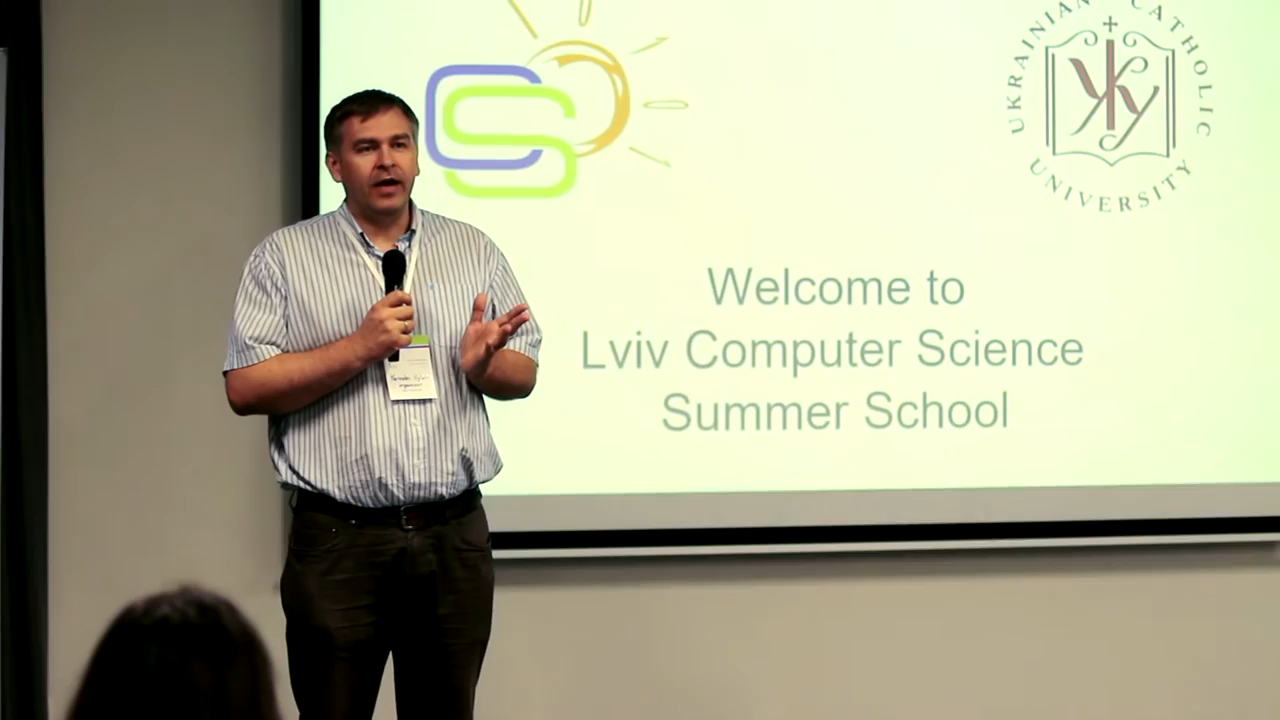 UKRAINIAN CATHOLIC
UNIVERSITY
Welcome to
Lviv Computer Science
Summer School